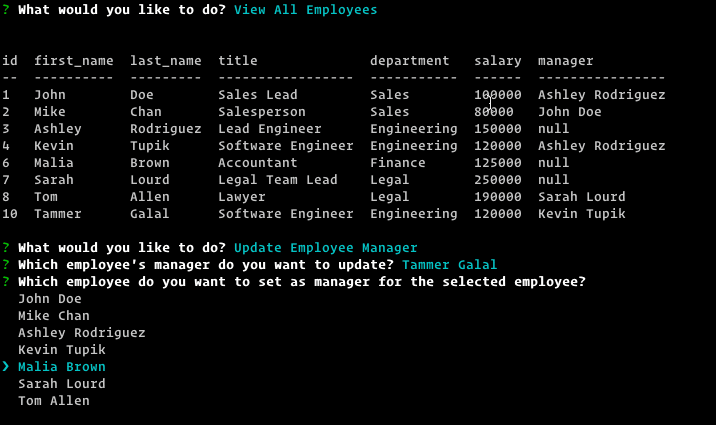 ? What would you like to do? View All Employees
id  first_name  last_name  title              department   salary  manager
--  ----------  ---------  -----------------  -----------  ------  ----------------
1   John        Doe        Sales Lead         Sales        100000  Ashley Rodriguez
2   Mike        Chan       Salesperson        Sales        80000   John Doe
3   Ashley      Rodriguez  Lead Engineer      Engineering  150000  null
4   Kevin       Tupik      Software Engineer  Engineering  120000  Ashley Rodriguez
6   Malia       Brown      Accountant         Finance      125000  null
7   Sarah       Lourd      Legal Team Lead    Legal        250000  null
8   Tom         Allen      Lawyer             Legal        190000  Sarah Lourd
10  Tammer      Galal      Software Engineer  Engineering  120000  Kevin Tupik
? What would you like to do? Update Employee Manager
? Which employee's manager do you want to update? Tammer Galal
? Which employee do you want to set as manager for the selected employee?
John Doe
Mike Chan
Ashley Rodriguez
Kevin Tupik
❯ Malia Brown
Sarah Lourd
Tom Allen